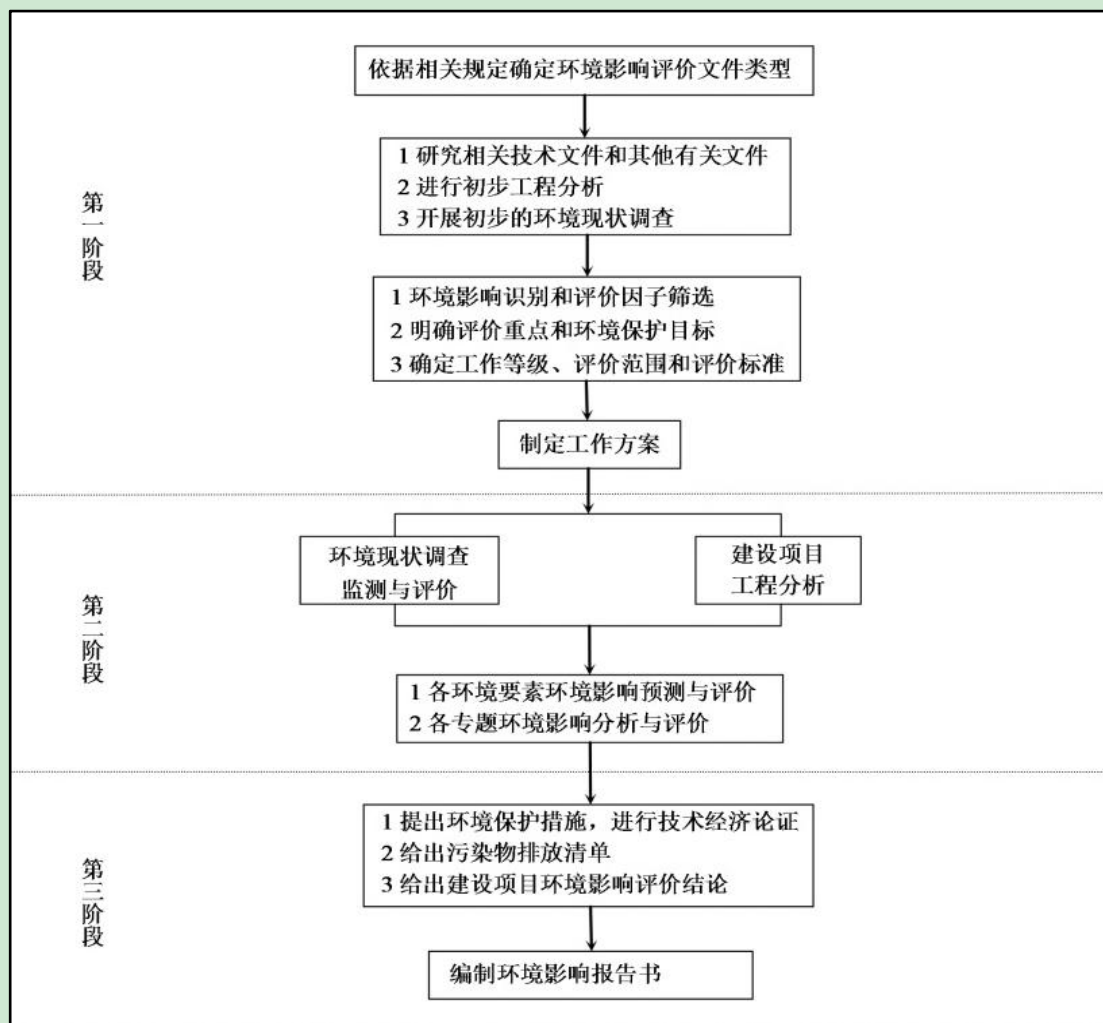 依据相关规定确定环境影响评价文件类型
第一阶段
1 研究相关技术文件和其他有关文件
2 进行初步工程分析
3 开展初步的环境现状调查
1 环境影响识别和评价因子筛选
2 明确评价重点和环境保护目标
3 确定工作等级、评价范围和评价标准
制定工作方案
第二阶段
环境现状调查
监测与评价
建设项目
工程分析
1 各环境要素环境影响预测与评价
2 各专题环境影响分析与评价
第三阶段
1 提出环境保护措施，进行技术经济论证
2 给出污染物排放清单
3 给出建设项目环境影响评价结论
编制环境影响报告书